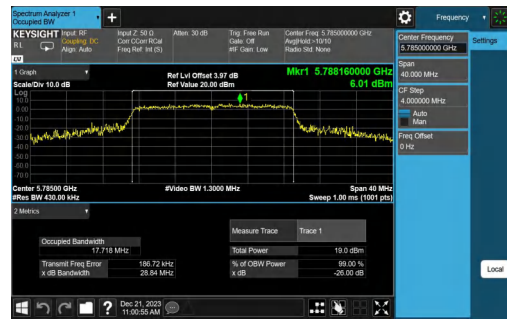 Spectrum Analyzer 1
Occupied BW
+
Frequency
KEYSIGHT
RL
Input: RF
Coupling: DC
Align: Auto
Input Z: 50 Ω
Corr CCorr RCal
Freq Ref: Int (S)
Atten: 30 dB
Trig: Free Run
Gate: Off
#IF Gain: Low
Center Freq: 5.785000000 GHz
Avg|Hold:>10/10
Radio Std: None
LXI
Center Frequency
5.785000000 GHz
Settings
Span
40.000 MHz
CF Step
4.000000 MHz
Auto
Man
Freq Offset
0 Hz
Local
1 Graph
Scale/Div 10.0 dB
Ref Lvl Offset 3.97 dB
Ref Value 20.00 dBm
Mkr1 5.788160000 GHz
6.01 dBm
Log
10.0
0.00
-10.0
-20.0
-30.0
-40.0
-50.0
-60.0
-70.0
1
Center 5.78500 GHz
#Video BW 1.3000 MHz
Span 40 MHz
#Res BW 430.00 kHz
Sweep 1.00 ms (1001 pts)
2 Metrics
Measure Trace
Trace 1
Occupied Bandwidth
17.718 MHz
Total Power
19.0 dBm
Transmit Freq Error
186.72 kHz
% of OBW Power
99.00 %
x dB Bandwidth
28.84 MHz
x dB
-26.00 dB
?
Dec 21, 2023
11:00:55 AM